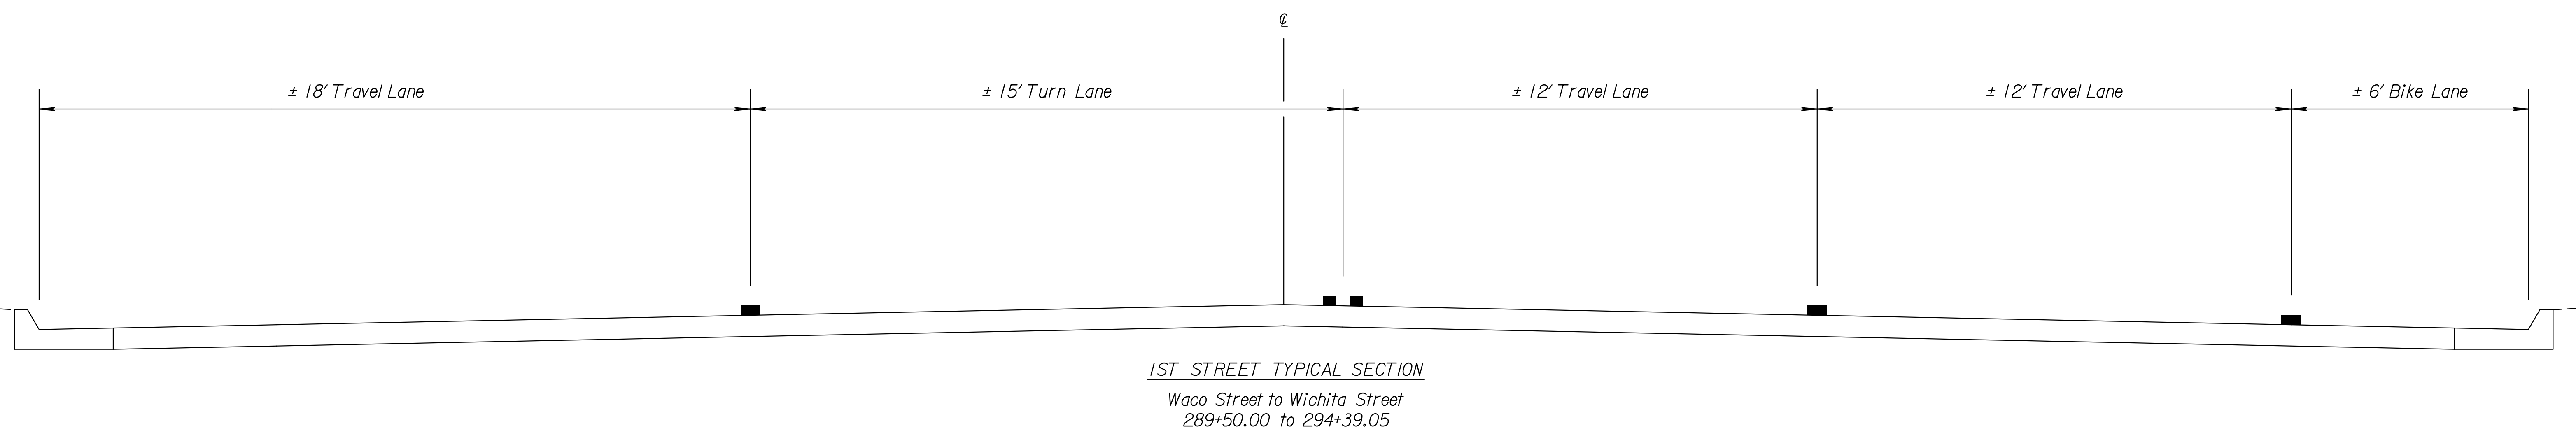 ℄
± 18' Travel Lane
± 15' Turn Lane
± 12' Travel Lane
± 12' Travel Lane
± 6' Bike Lane
1ST STREET TYPICAL SECTION
Waco Street to Wichita Street
289+50.00 to 294+39.05